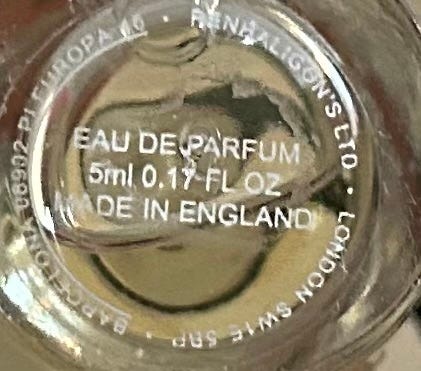 PENHALIGON'S LTD · LONDON SW1E 5RP · BARCELONA 08902 Pl EUROPA 46 ·
EAU DE PARFUM
5ml 0.17 FL OZ
MADE IN ENGLAND